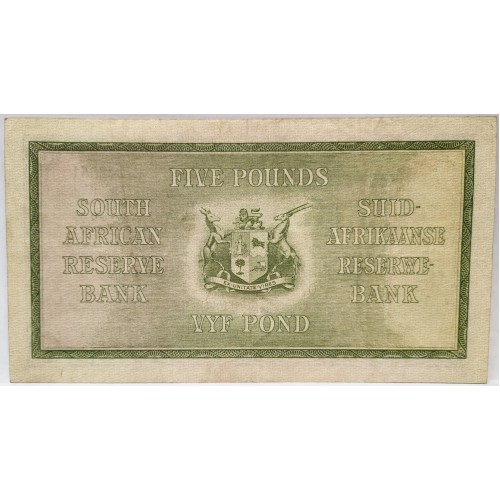 FIVE POUNDS
SOUTH
AFRICAN
RESERVE
BANK
SUID-
AFRIKAANSE
RESERWE-
BANK
EX UNITATE VIRES
VYF POND